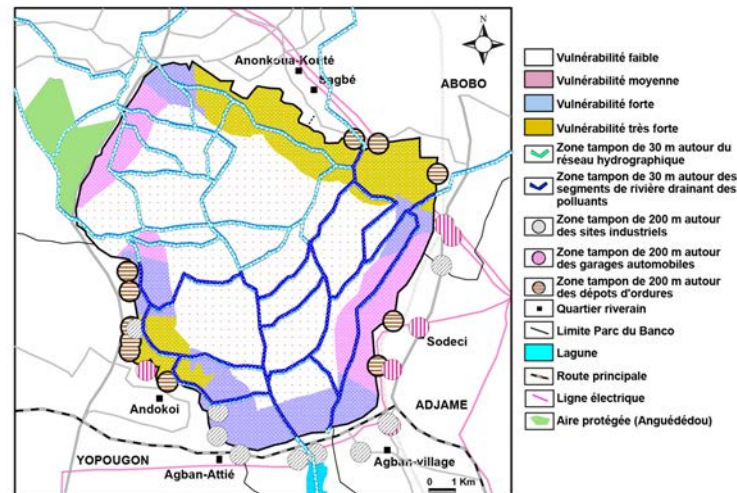 N
Anonkoua-Kouté
Sagbé
ABOBO
Sodeci
Andokoi
ADJAME
YOPOUGON
Agban-Attié
Agban-village
0 1 Km
Vulnérabilité faible
Vulnérabilité moyenne
Vulnérabilité forte
Vulnérabilité très forte
Zone tampon de 30 m autour du
réseau hydrographique
Zone tampon de 30 m autour des
segments de rivière drainant des
polluants
Zone tampon de 200 m autour
des sites industriels
Zone tampon de 200 m autour
des garages automobiles
Zone tampon de 200 m autour
des dépots d'ordures
Quartier riverain
Limite Parc du Banco
Lagune
Route principale
Ligne électrique
Aire protégée (Anguédédou)